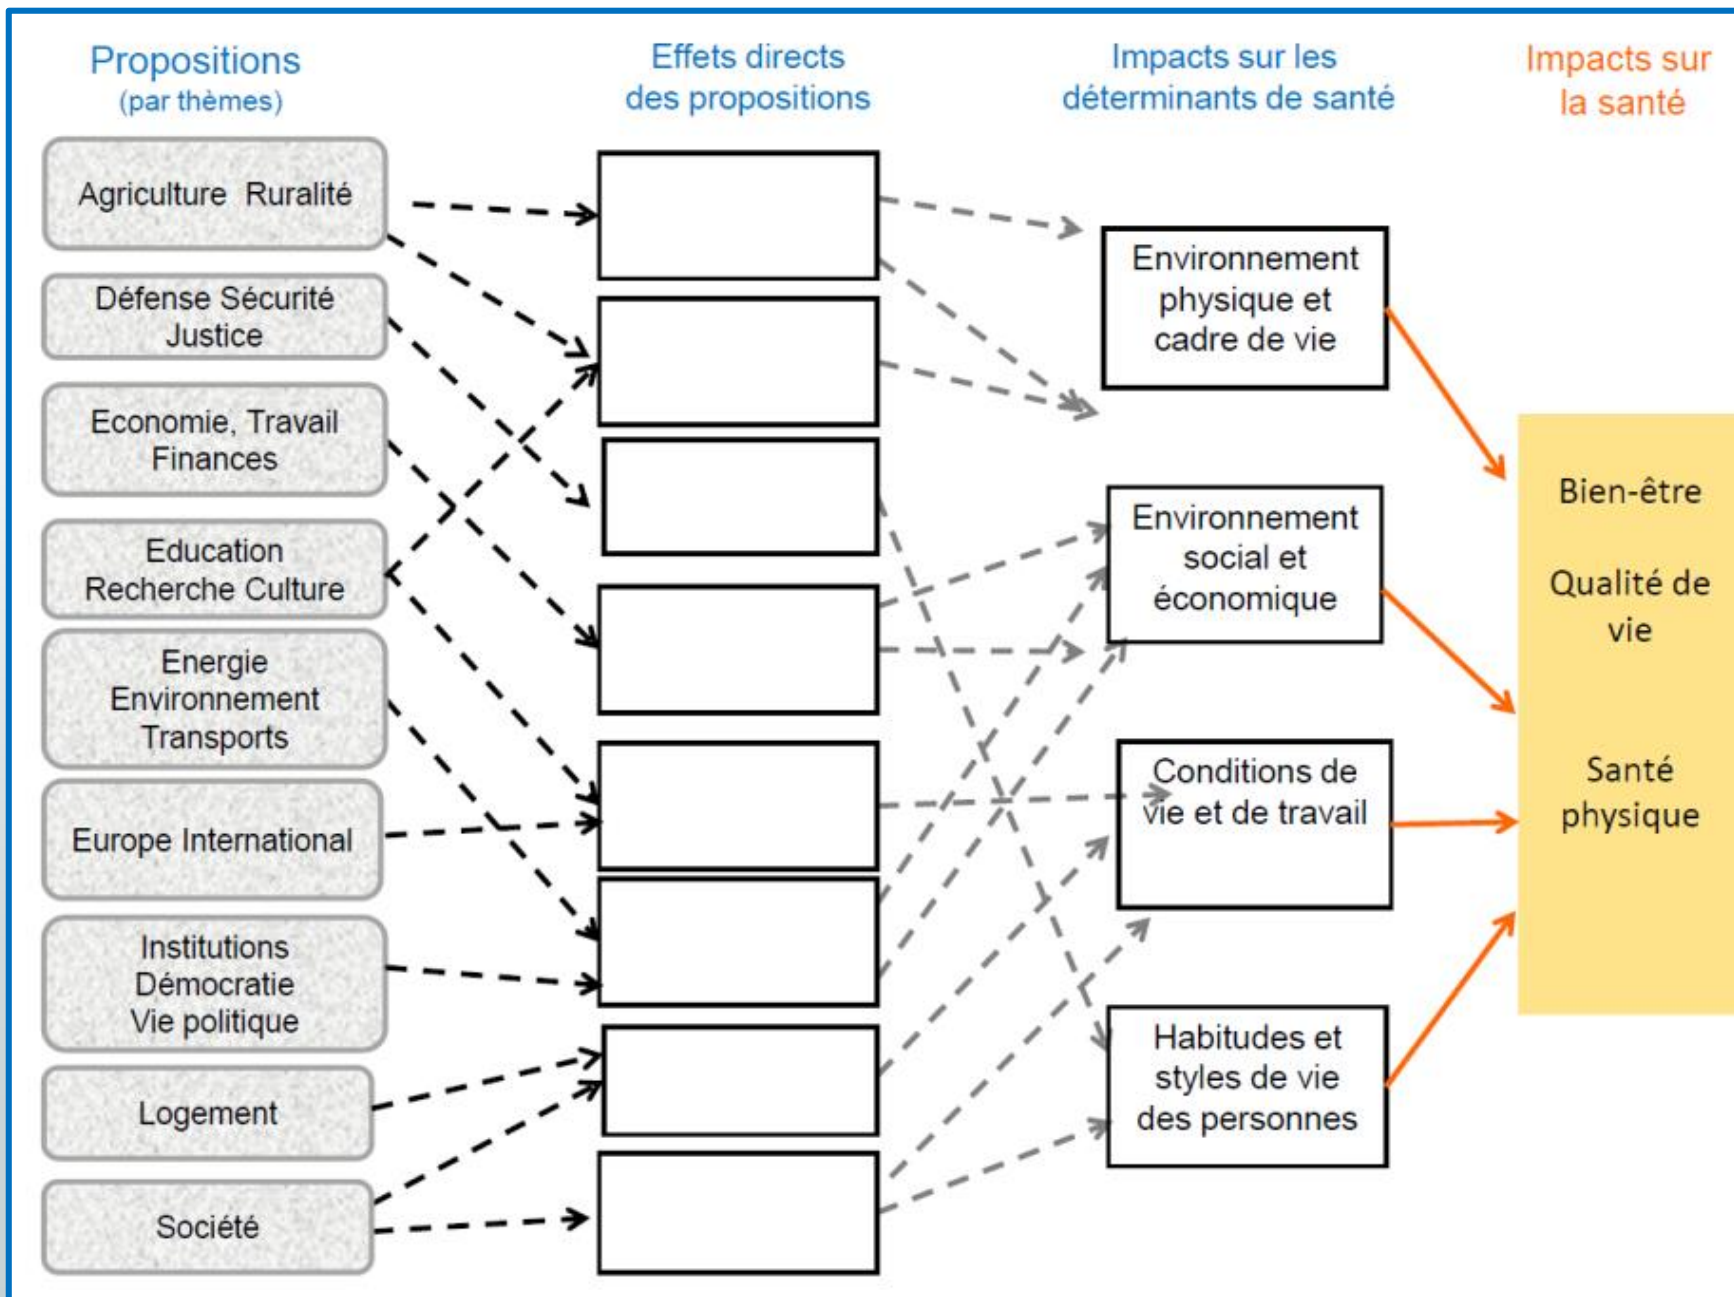 Propositions
(par thèmes)
Agriculture Ruralité
Défense Sécurité
Justice
Economie, Travail
Finances
Education
Recherche Culture
Energie
Environnement
Transports
Europe International
Institutions
Démocratie
Vie politique
Logement
Société
Effets directs
des propositions
Impacts sur les
déterminants de santé
Environnement
physique et
cadre de vie
Environnement
social et
économique
Conditions de
vie et de travail
Habitudes et
styles de vie
des personnes
Impacts sur
la santé
Bien-être
Qualité de
vie
Santé
physique